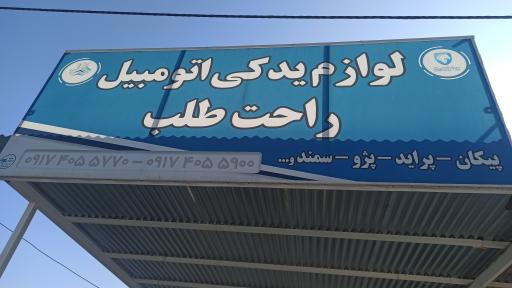 لوازم یدکی اتومبیل
راحت طلب
پیکان - پراید - پژو - سمند و...
۰۹۱۷ ۴۰۵ ۵۷۷۰ - ۰۹۱۷ ۴۰۵ ۵۹۰۰